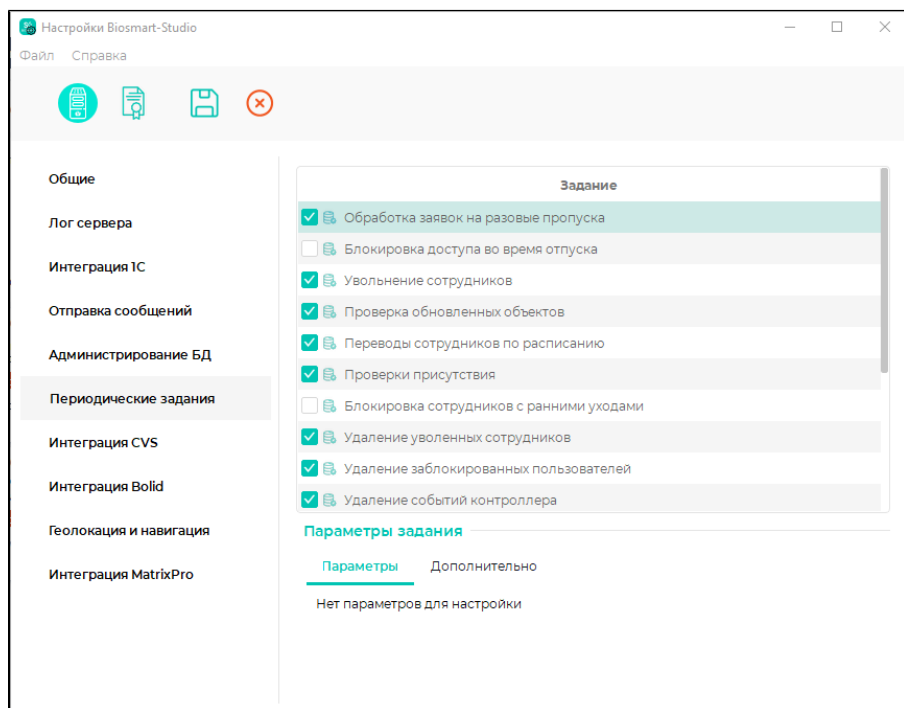 Настройки Biosmart-Studio
Файл Справка
Общие
Лог сервера
Интеграция 1С
Отправка сообщений
Администрирование БД
Периодические задания
Интеграция CVS
Интеграция Bolid
Геолокация и навигация
Интеграция MatrixPro
Задание
Обработка заявок на разовые пропуска
Блокировка доступа во время отпуска
Увольнение сотрудников
Проверка обновленных объектов
Переводы сотрудников по расписанию
Проверки присутствия
Блокировка сотрудников с ранними уходами
Удаление уволенных сотрудников
Удаление заблокированных пользователей
Удаление событий контроллера
Параметры задания
Параметры Дополнительно
Нет параметров для настройки